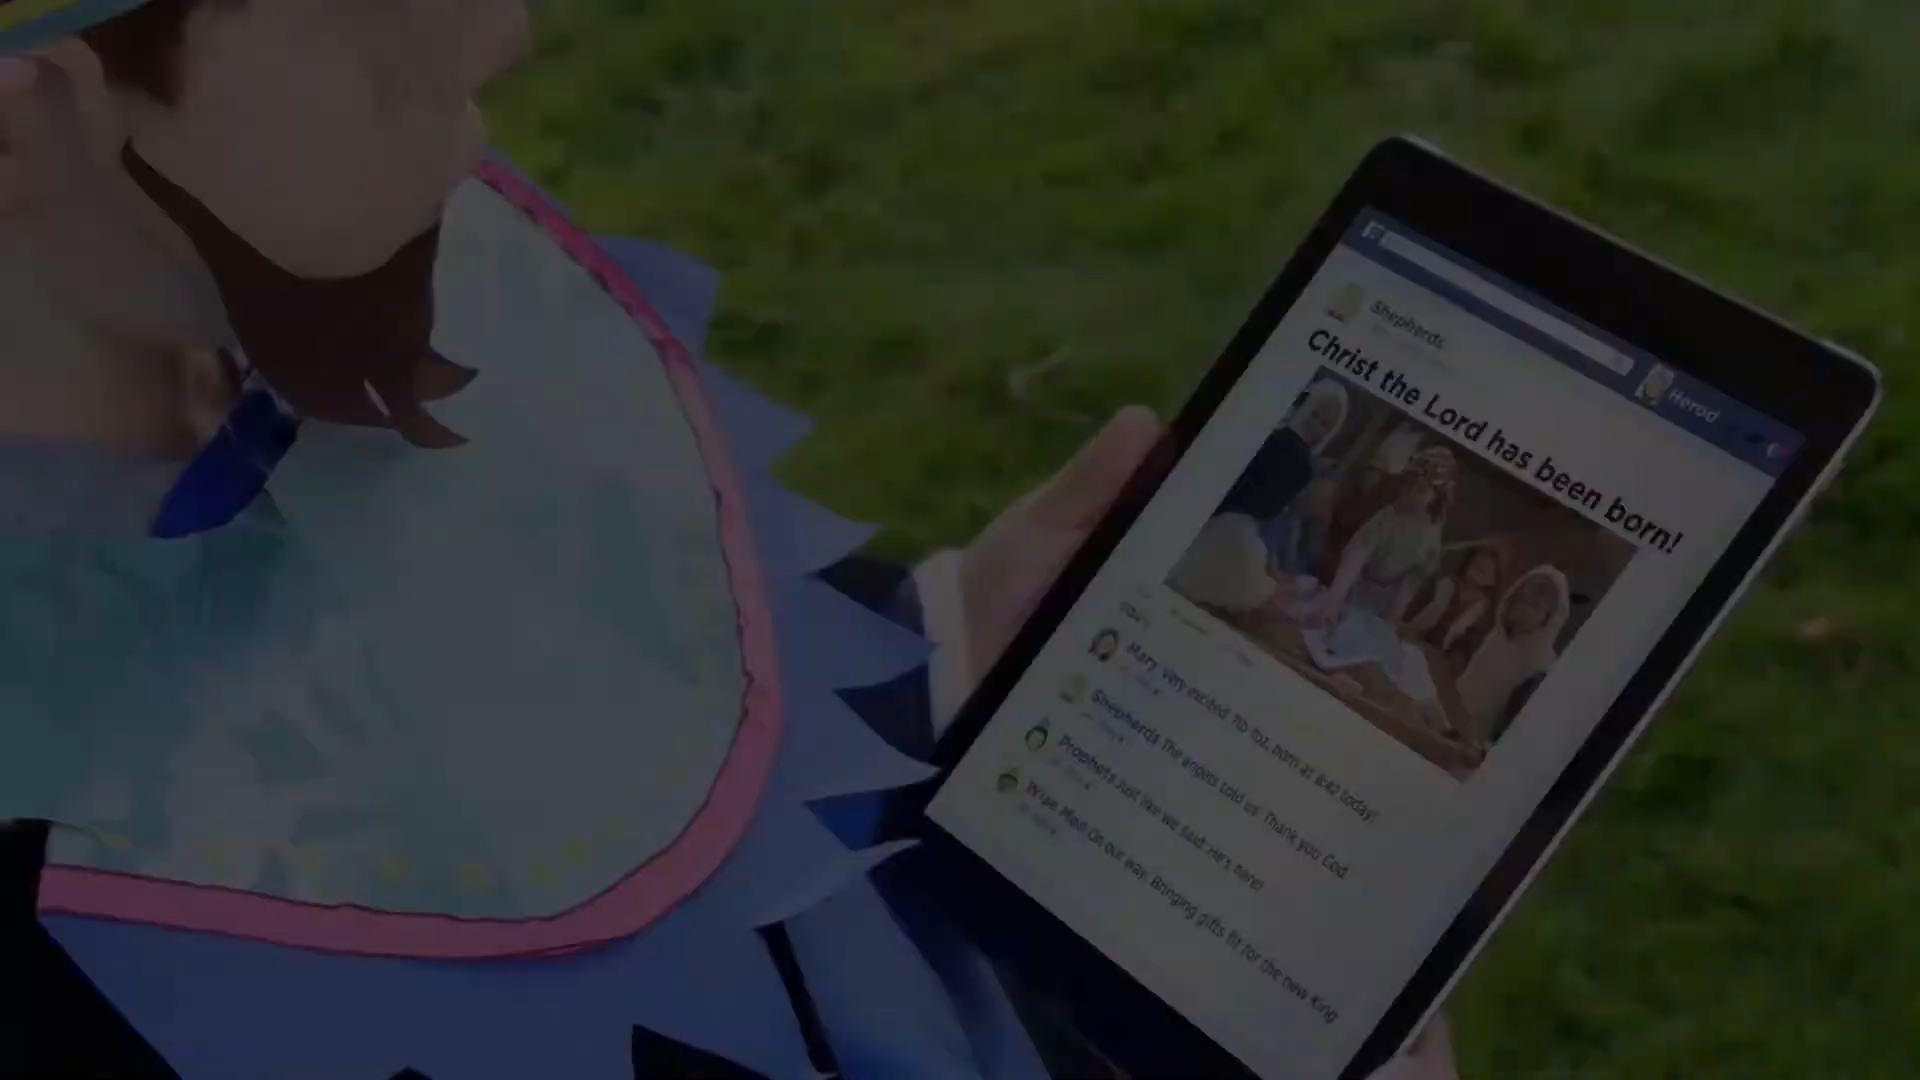 Herod
Shepherds
Christ the Lord has been born!
Mary Very excited. 7lb 1oz, born at 8:42 today!
Shepherds The angels told us. Thank you God
Prophets Just like we said: He's here!
Wise Men On our way. Bringing gifts fit for the new King